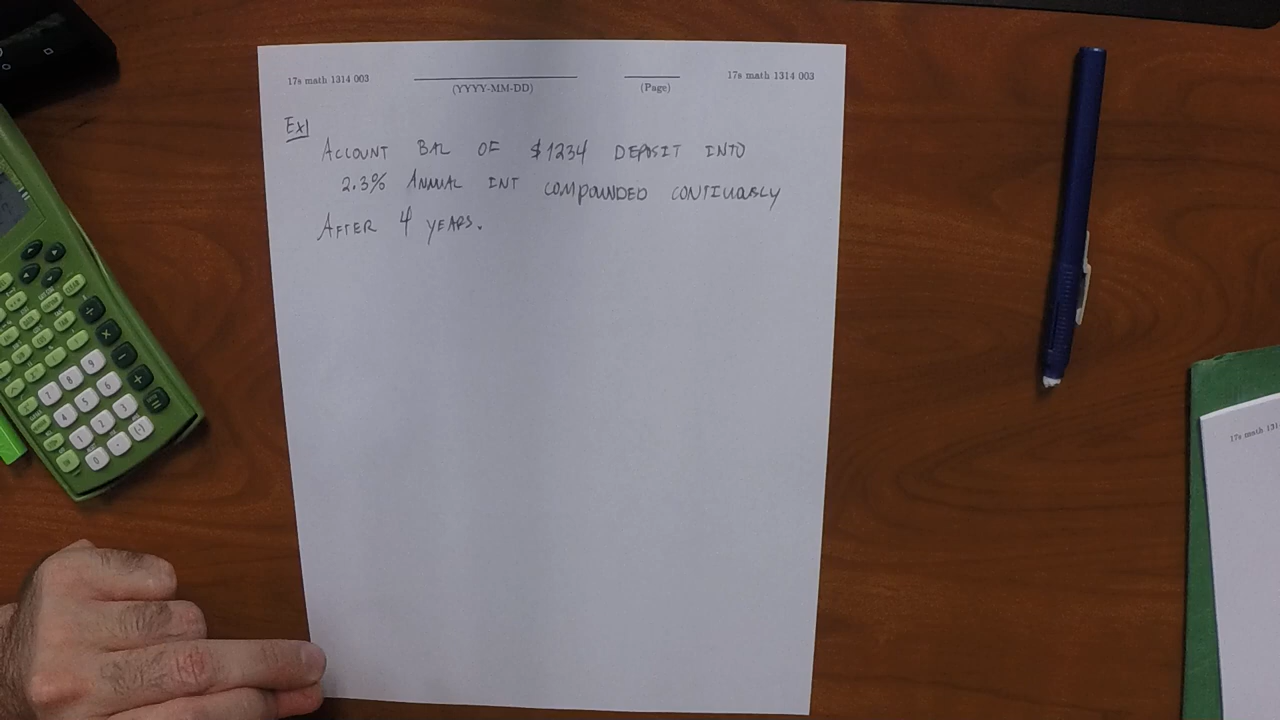 17s math 1314 003
(YYYY-MM-DD)
(Page)
17s math 1314 003
Ex1
ACCOUNT BAL OF $1234 DEPOSIT INTO
2.3% ANNUAL INT COMPOUNDED CONTINUOUSLY
AFTER 4 YEARS.
17s math 131